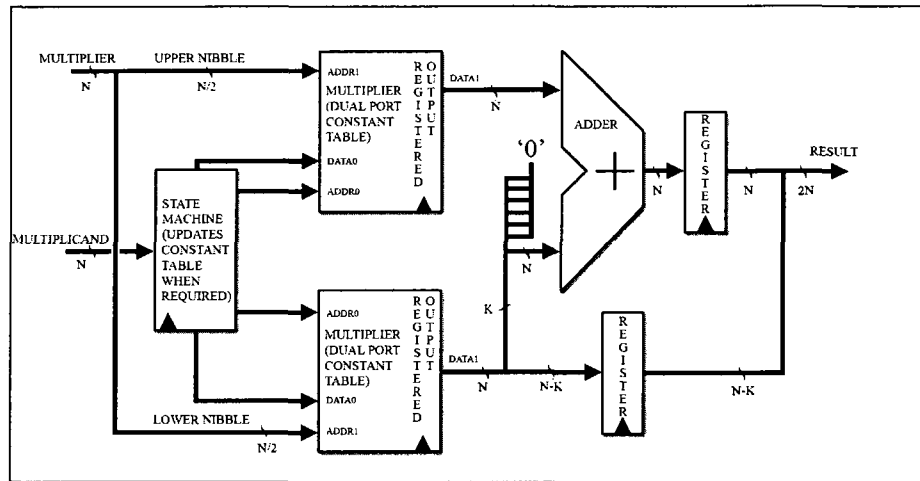 MULTIPLIER
N
UPPER NIBBLE
N/2
ADDR1
MULTIPLIER
(DUAL PORT
CONSTANT
TABLE)
DATA0
ADDR0
REGISTERED
OUTPUT
DATA1
N
'0'
ADDER
+
N
REGISTER
N
RESULT
2N
STATE
MACHINE
(UPDATES
CONSTANT
TABLE
WHEN
REQUIRED)
MULTIPLICAND
N
N
K
ADDR0
MULTIPLIER
(DUAL PORT
CONSTANT
TABLE)
DATA0
ADDR1
REGISTERED
OUTPUT
DATA1
N
N-K
REGISTER
N-K
LOWER NIBBLE
N/2